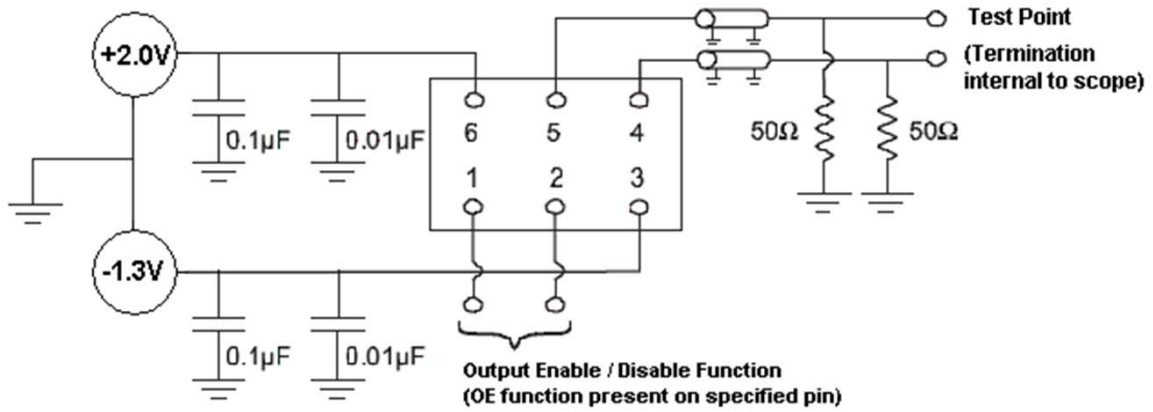 +2.0V
0.1µF
0.01µF
6
5
4
1
2
3
Test Point
(Termination
internal to scope)
50Ω
50Ω
-1.3V
0.1µF
0.01µF
Output Enable / Disable Function
(OE function present on specified pin)